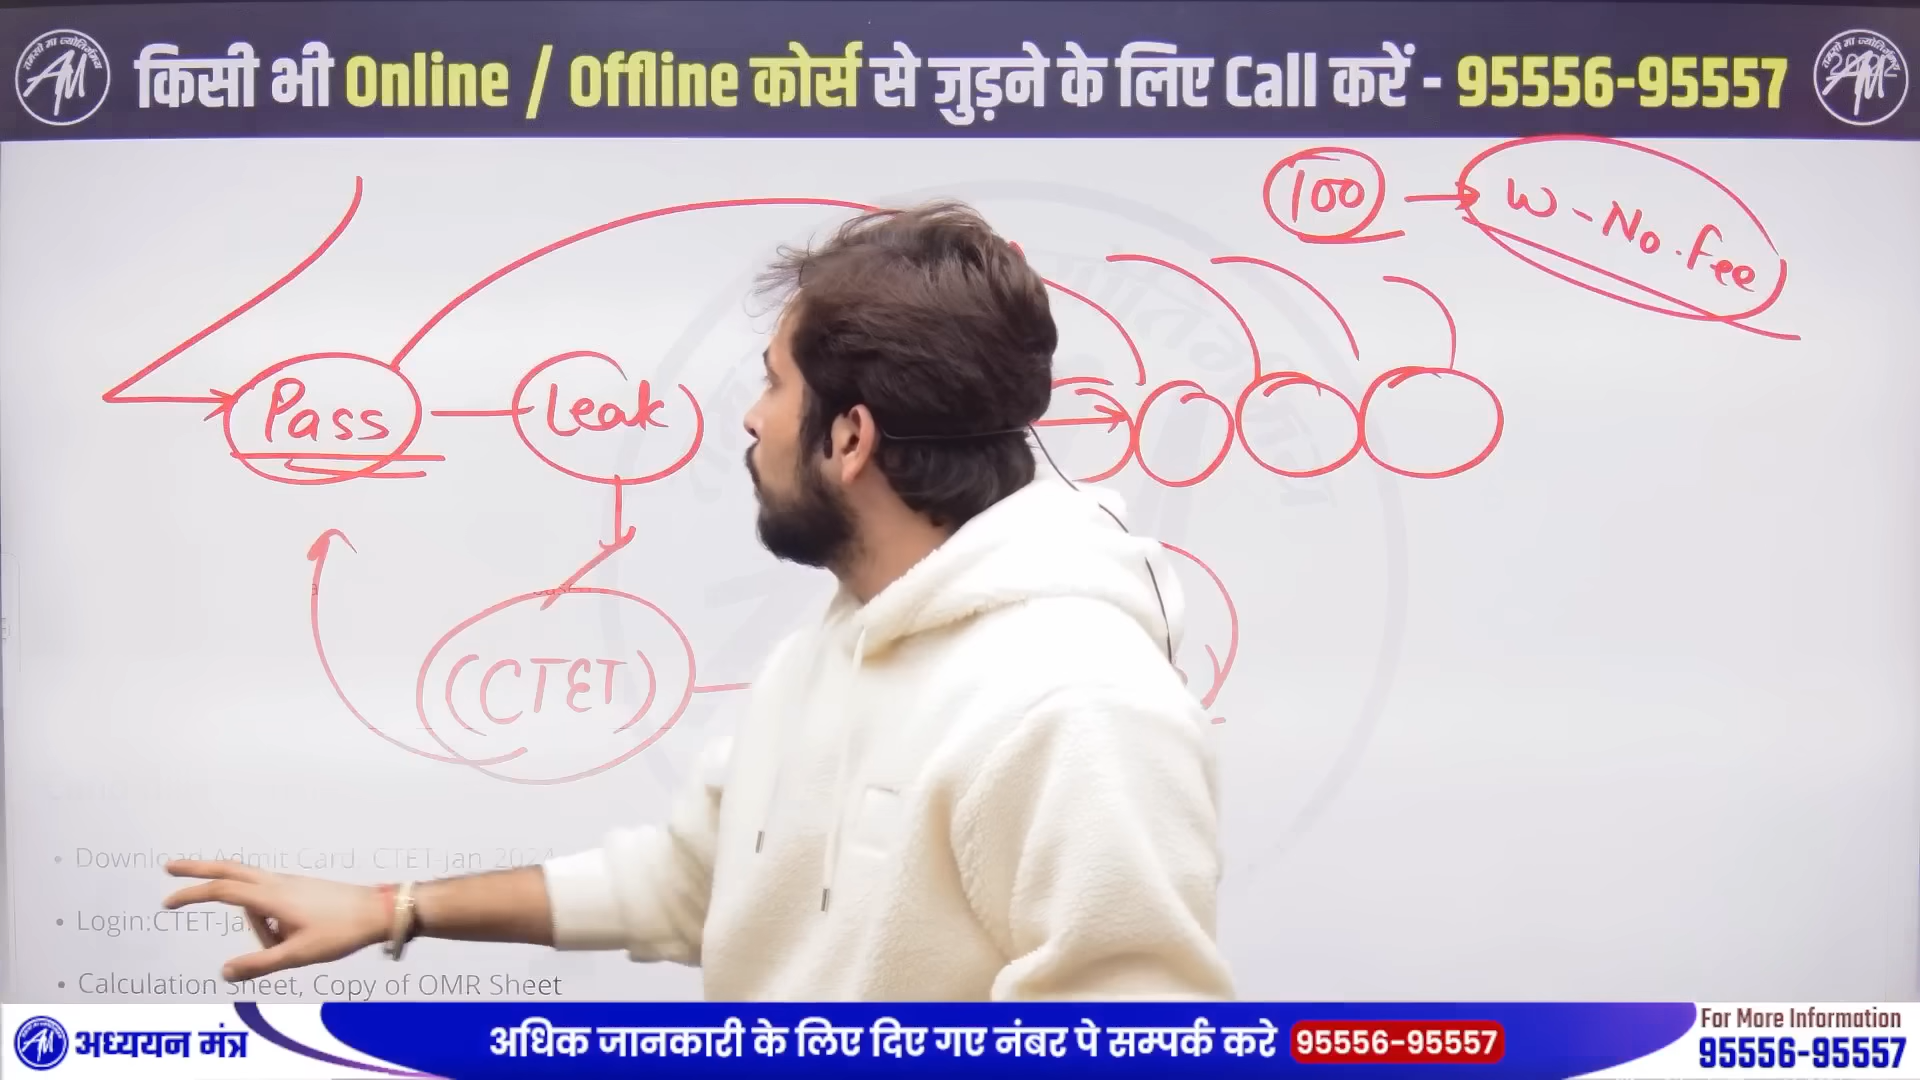 किसी भी Online / Offline कोर्स से जुड़ने के लिए Call करें - 95556-95557
100
W - No. Fee
Pass
Leak
(CTET)
Download Admit Card CTET-Jan 2024
Login:CTET-Ja
Calculation Sheet, Copy of OMR Sheet
अध्ययन मंत्र
अधिक जानकारी के लिए दिए गए नंबर पे सम्पर्क करे 95556-95557
For More Information
95556-95557